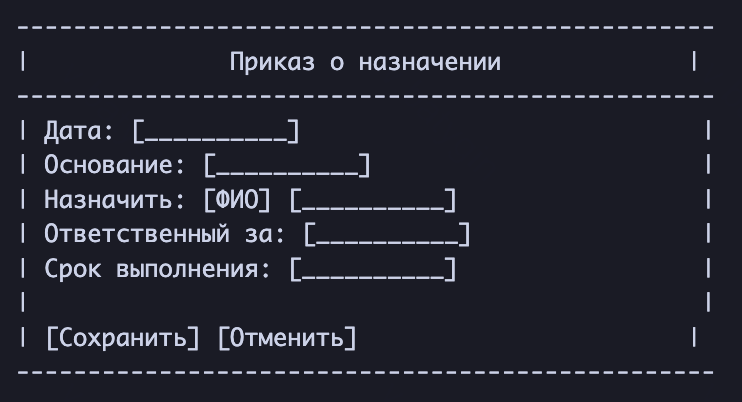 -------------------------------------------------
|              Приказ о назначении             |
-------------------------------------------------
| Дата: [__________]                            |
| Основание: [__________]                       |
| Назначить: [ФИО] [__________]                 |
| Ответственный за: [__________]                |
| Срок выполнения: [__________]                 |
|                                               |
| [Сохранить] [Отменить]                       |
-------------------------------------------------